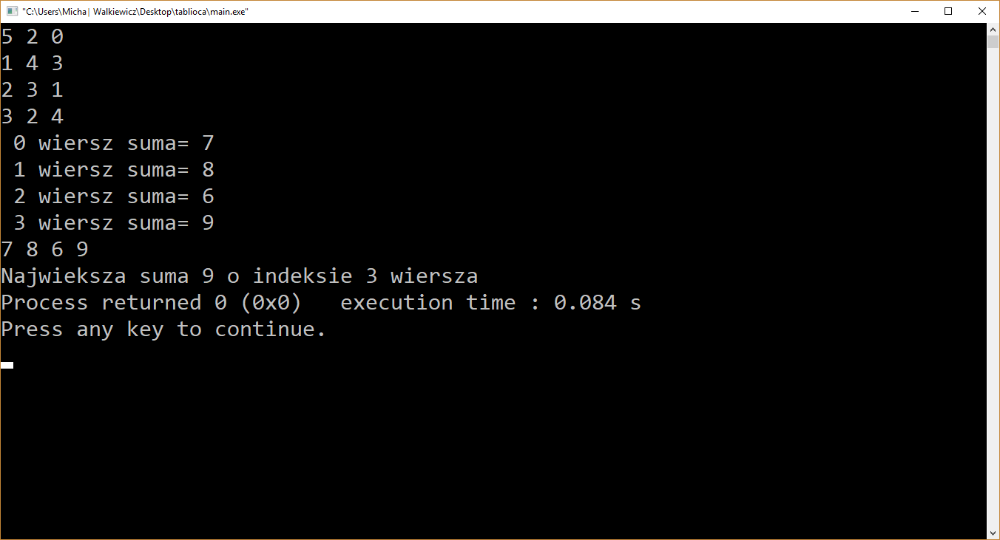 "C:\Users\Micha| Walkiewicz\Desktop\tablioca\main.exe"
5 2 0
1 4 3
2 3 1
3 2 4
 0 wiersz suma= 7
 1 wiersz suma= 8
 2 wiersz suma= 6
 3 wiersz suma= 9
7 8 6 9
Najwieksza suma 9 o indeksie 3 wiersza
Process returned 0 (0x0)   execution time : 0.084 s
Press any key to continue.